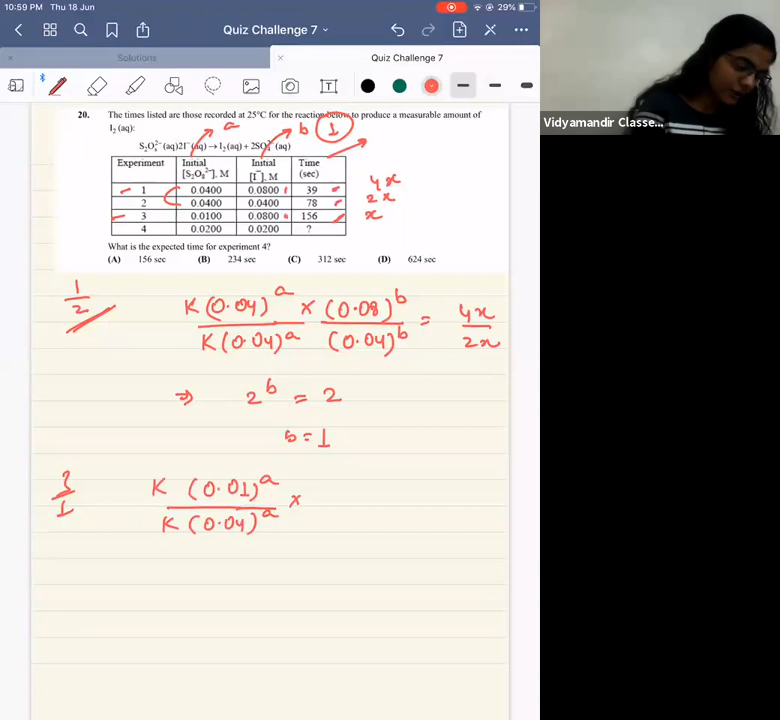 10:59 PM Thu 18 Jun
29%
Quiz Challenge 7
Solutions
Quiz Challenge 7
20. The times listed are those recorded at 25°C for the reaction below to produce a measurable amount of
I₂ (aq):
S₂O₈²⁻ (aq)2I⁻ (aq) → I₂(aq) + 2SO₄²⁻ (aq)
a
b
1
Experiment Initial [S₂O₈²⁻], M Initial [I⁻], M Time (sec)
1 0.0400 0.0800 39
2 0.0400 0.0400 78
3 0.0100 0.0800 156
4 0.0200 0.0200 ?
4x
2x
x
What is the expected time for experiment 4?
(A) 156 sec (B) 234 sec (C) 312 sec (D) 624 sec
1/2
K(0.04)^a × (0.08)^b = 4x
K(0.04)^a (0.04)^b 2x
⇒ 2^b = 2
b = 1
3/1
K (0.01)^a ×
K (0.04)^a
Vidyamandir Classe...